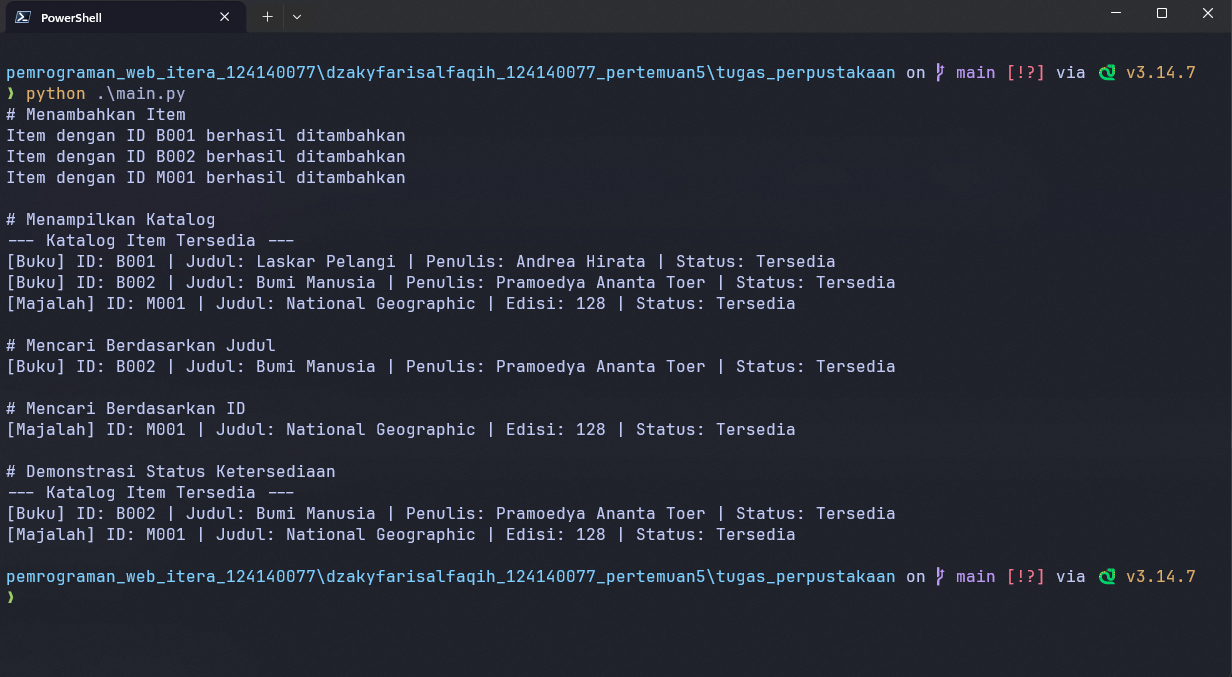 PowerShell
pemrograman_web_itera_124140077\dzakyfarisalfaqih_124140077_pertemuan5\tugas_perpustakaan on main [!?] via v3.14.7
❯ python .\main.py
# Menambahkan Item
Item dengan ID B001 berhasil ditambahkan
Item dengan ID B002 berhasil ditambahkan
Item dengan ID M001 berhasil ditambahkan
# Menampilkan Katalog
--- Katalog Item Tersedia ---
[Buku] ID: B001 | Judul: Laskar Pelangi | Penulis: Andrea Hirata | Status: Tersedia
[Buku] ID: B002 | Judul: Bumi Manusia | Penulis: Pramoedya Ananta Toer | Status: Tersedia
[Majalah] ID: M001 | Judul: National Geographic | Edisi: 128 | Status: Tersedia
# Mencari Berdasarkan Judul
[Buku] ID: B002 | Judul: Bumi Manusia | Penulis: Pramoedya Ananta Toer | Status: Tersedia
# Mencari Berdasarkan ID
[Majalah] ID: M001 | Judul: National Geographic | Edisi: 128 | Status: Tersedia
# Demonstrasi Status Ketersediaan
--- Katalog Item Tersedia ---
[Buku] ID: B002 | Judul: Bumi Manusia | Penulis: Pramoedya Ananta Toer | Status: Tersedia
[Majalah] ID: M001 | Judul: National Geographic | Edisi: 128 | Status: Tersedia
pemrograman_web_itera_124140077\dzakyfarisalfaqih_124140077_pertemuan5\tugas_perpustakaan on main [!?] via v3.14.7
❯